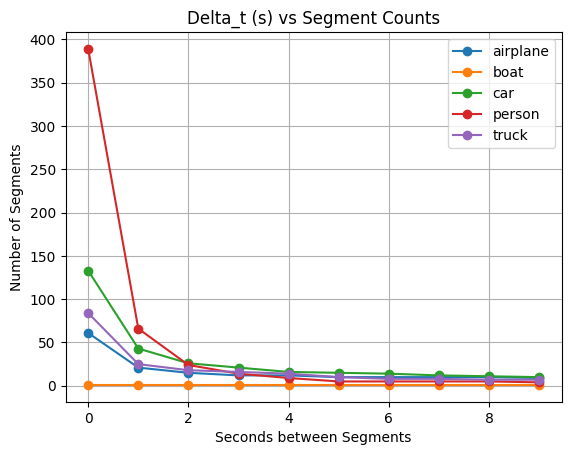 Delta_t (s) vs Segment Counts
400
350
300
250
200
150
100
50
0
Number of Segments
airplane
boat
car
person
truck
0 2 4 6 8
Seconds between Segments